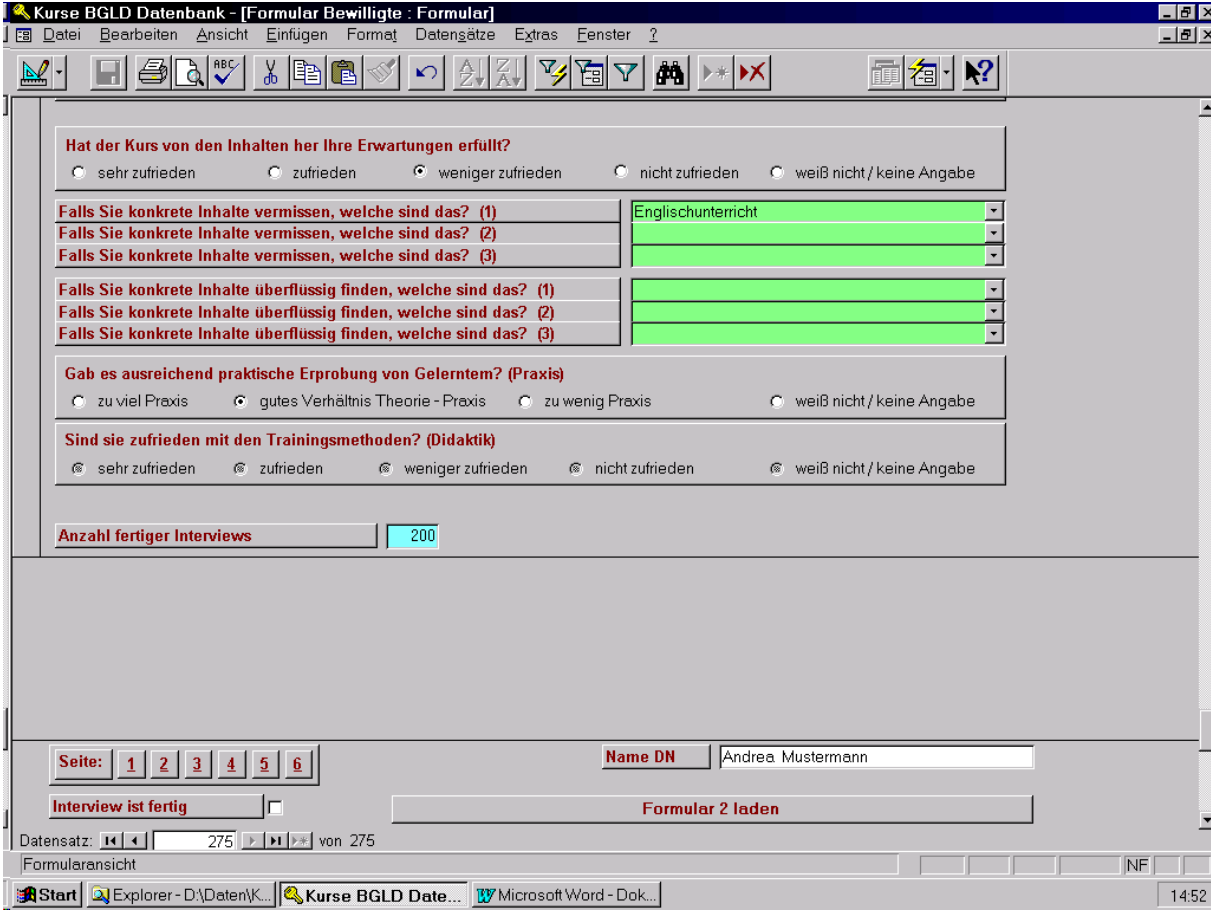 Kurse BGLD Datenbank - [Formular Bewilligte : Formular]
Datei Bearbeiten Ansicht Einfügen Format Datensätze Extras Fenster ?
ABC
Hat der Kurs von den Inhalten her Ihre Erwartungen erfüllt?
sehr zufrieden zufrieden weniger zufrieden nicht zufrieden weiß nicht / keine Angabe
Falls Sie konkrete Inhalte vermissen, welche sind das? (1) Englischunterricht
Falls Sie konkrete Inhalte vermissen, welche sind das? (2)
Falls Sie konkrete Inhalte vermissen, welche sind das? (3)
Falls Sie konkrete Inhalte überflüssig finden, welche sind das? (1)
Falls Sie konkrete Inhalte überflüssig finden, welche sind das? (2)
Falls Sie konkrete Inhalte überflüssig finden, welche sind das? (3)
Gab es ausreichend praktische Erprobung von Gelerntem? (Praxis)
zu viel Praxis gutes Verhältnis Theorie - Praxis zu wenig Praxis weiß nicht / keine Angabe
Sind sie zufrieden mit den Trainingsmethoden? (Didaktik)
sehr zufrieden zufrieden weniger zufrieden nicht zufrieden weiß nicht / keine Angabe
Anzahl fertiger Interviews 200
Seite: 1 2 3 4 5 6 Name DN Andrea Mustermann
Interview ist fertig Formular 2 laden
Datensatz: 275 von 275
Formularansicht NF
Start Explorer - D:\Daten\K... Kurse BGLD Date... Microsoft Word - Dok... 14:52